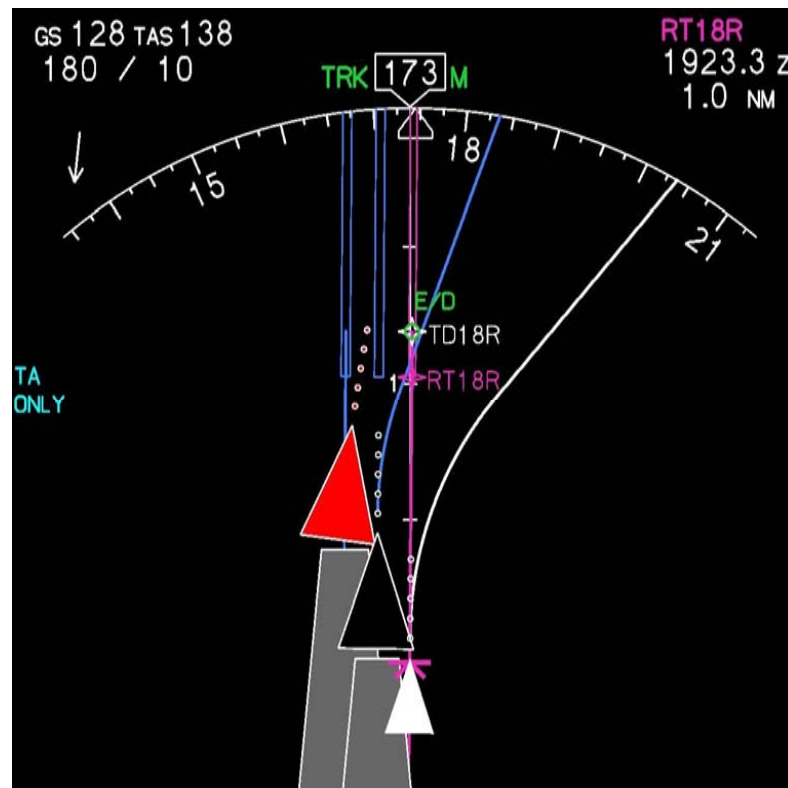 GS 128 TAS 138
180 / 10
TRK 173 M
RT18R
1923.3 Z
1.0 NM
15
18
21
E/D
TD18R
1
RT18R
TA
ONLY